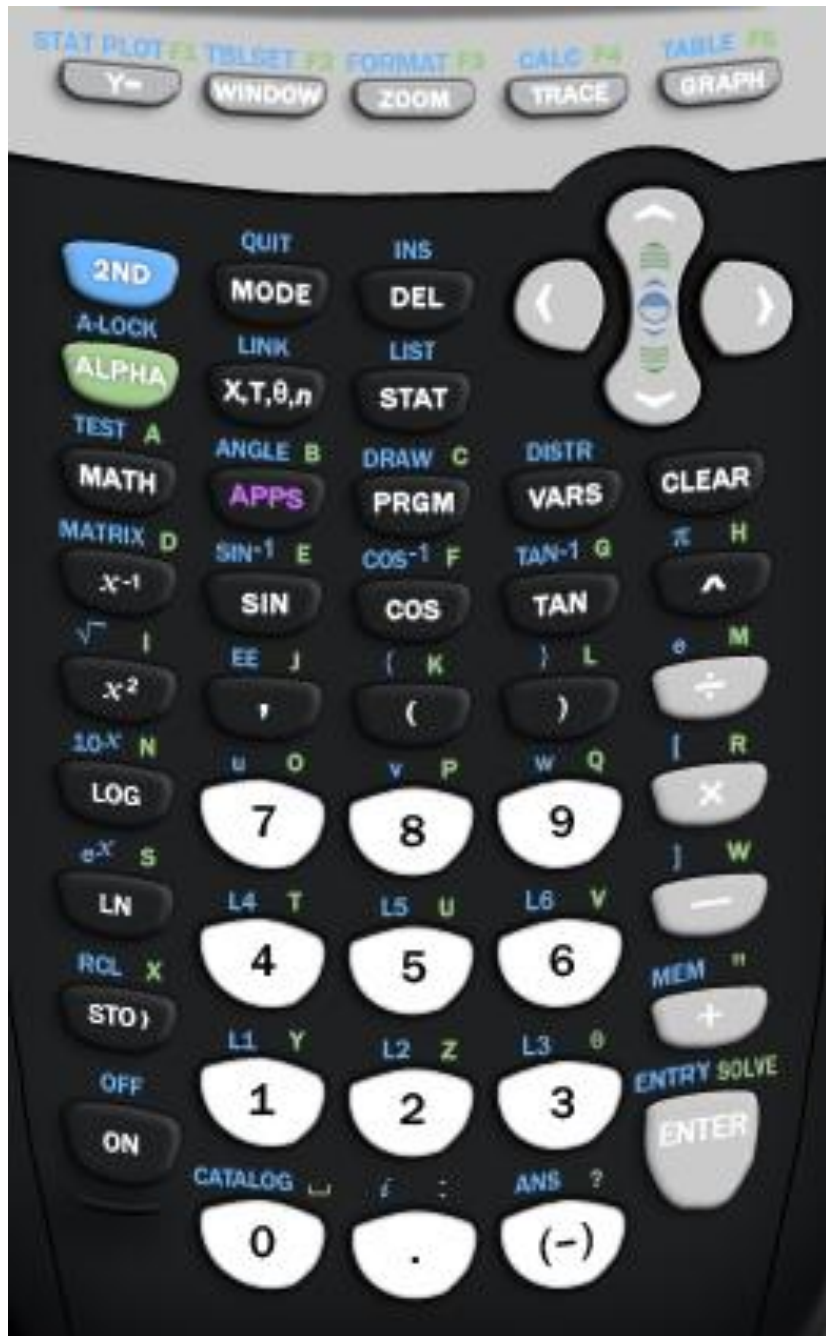 STAT PLOT F1 TBLSET F2 FORMAT F3 CALC F4 TABLE F5
Y= WINDOW ZOOM TRACE GRAPH
QUIT INS
2ND MODE DEL
A-LOCK LINK LIST
ALPHA X,T,θ,n STAT
TEST A ANGLE B DRAW C DISTR
MATH APPS PRGM VARS CLEAR
MATRIX D SIN-1 E COS-1 F TAN-1 G π H
x-1 SIN COS TAN ^
√ I EE J { K } L e M
x² , ( ) ÷
10^x N u O v P w Q [ R
LOG 7 8 9 ×
e^x S L4 T L5 U L6 V ] W
LN 4 5 6 −
RCL X L1 Y L2 Z L3 θ MEM "
STO› 1 2 3 +
OFF CATALOG ⎵ i : ANS ? ENTRY SOLVE
ON 0 . (-) ENTER